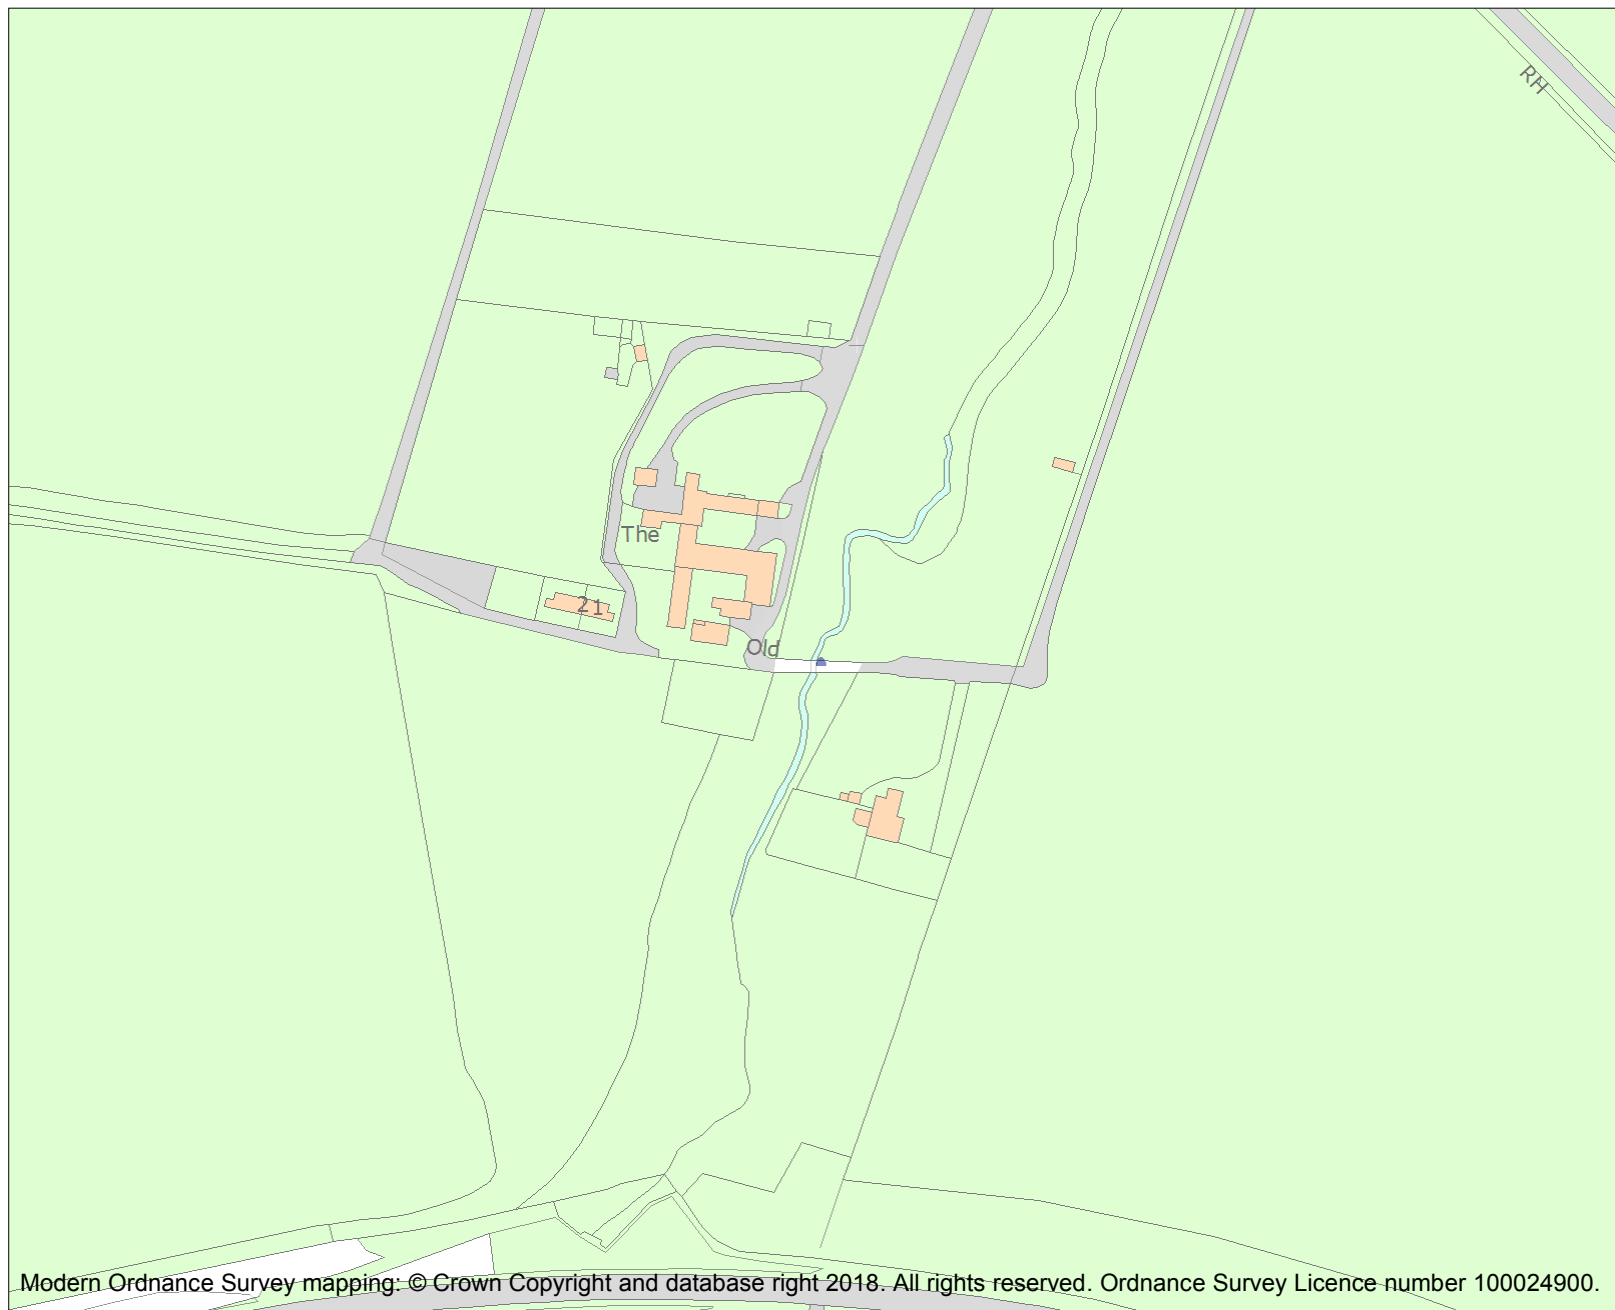 RH
The
21
Old
Modern Ordnance Survey mapping: © Crown Copyright and database right 2018. All rights reserved. Ordnance Survey Licence number 100024900.